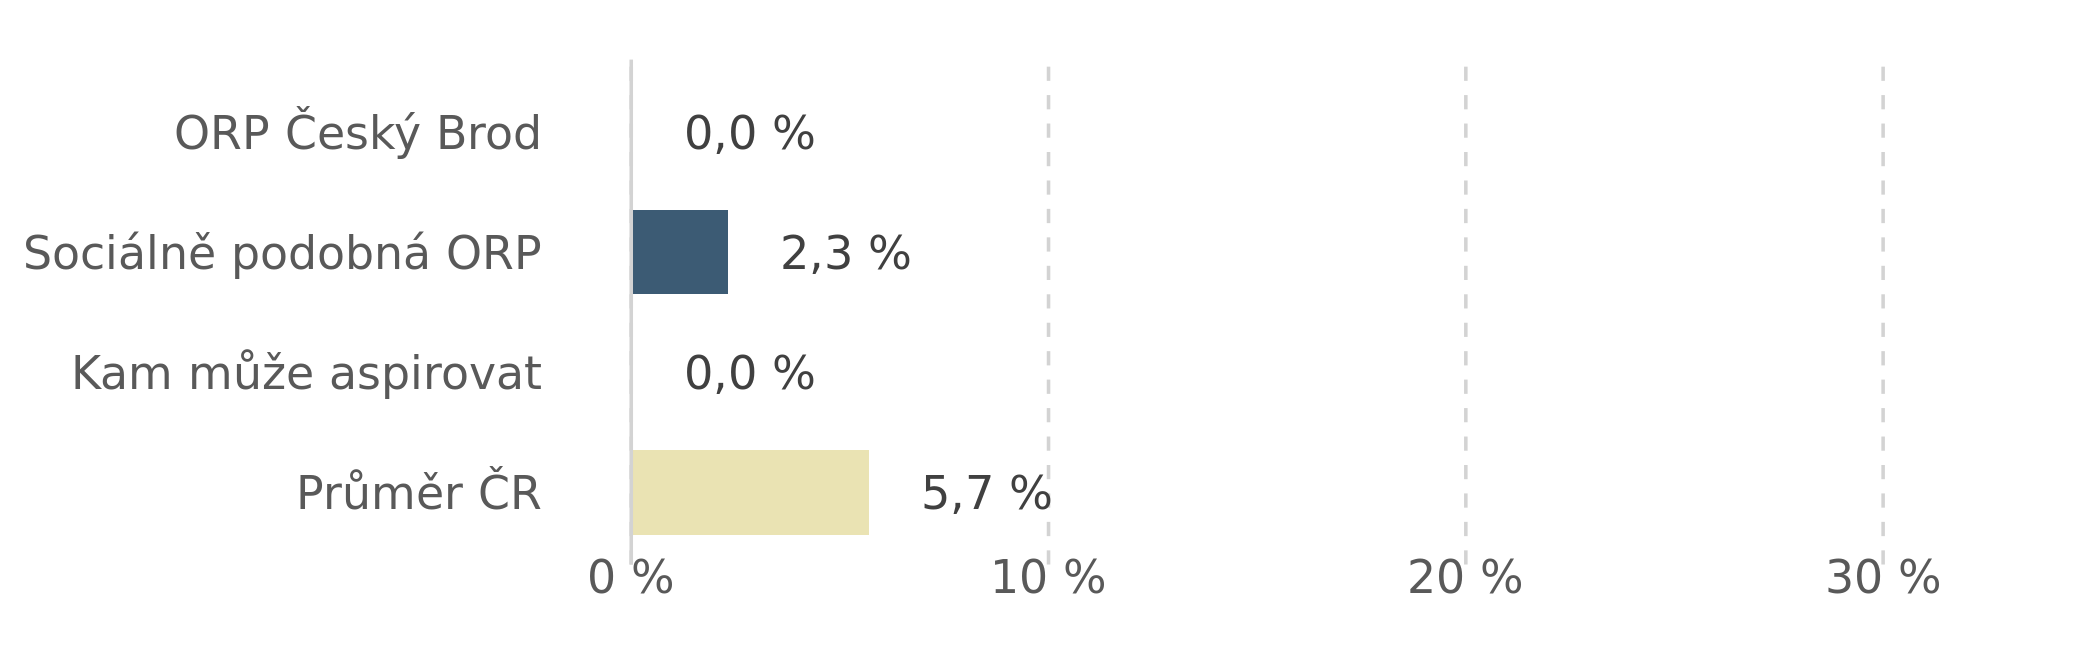 ORP Český Brod 0,0 %
Sociálně podobná ORP 2,3 %
Kam může aspirovat 0,0 %
Průměr ČR 5,7 %
0 % 10 % 20 % 30 %